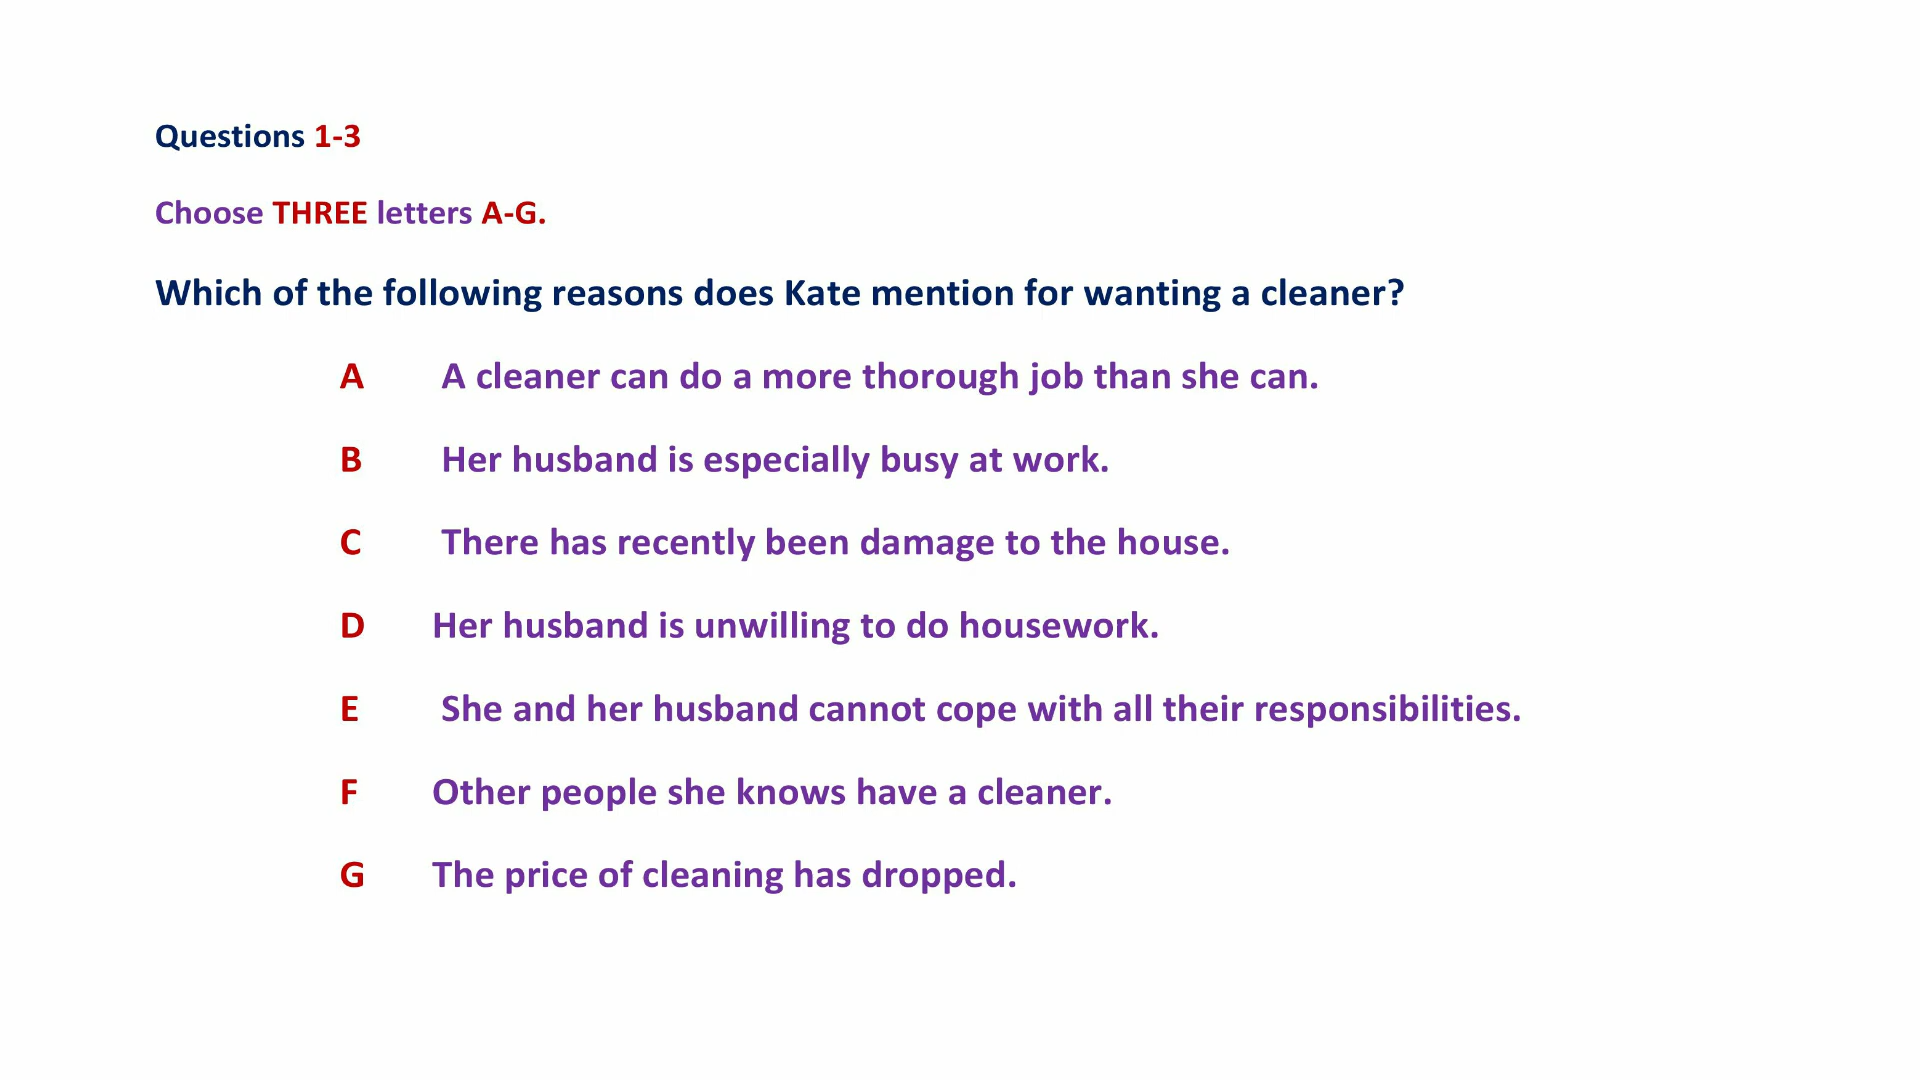 Questions 1-3
Choose THREE letters A-G.
Which of the following reasons does Kate mention for wanting a cleaner?
A A cleaner can do a more thorough job than she can.
B Her husband is especially busy at work.
C There has recently been damage to the house.
D Her husband is unwilling to do housework.
E She and her husband cannot cope with all their responsibilities.
F Other people she knows have a cleaner.
G The price of cleaning has dropped.